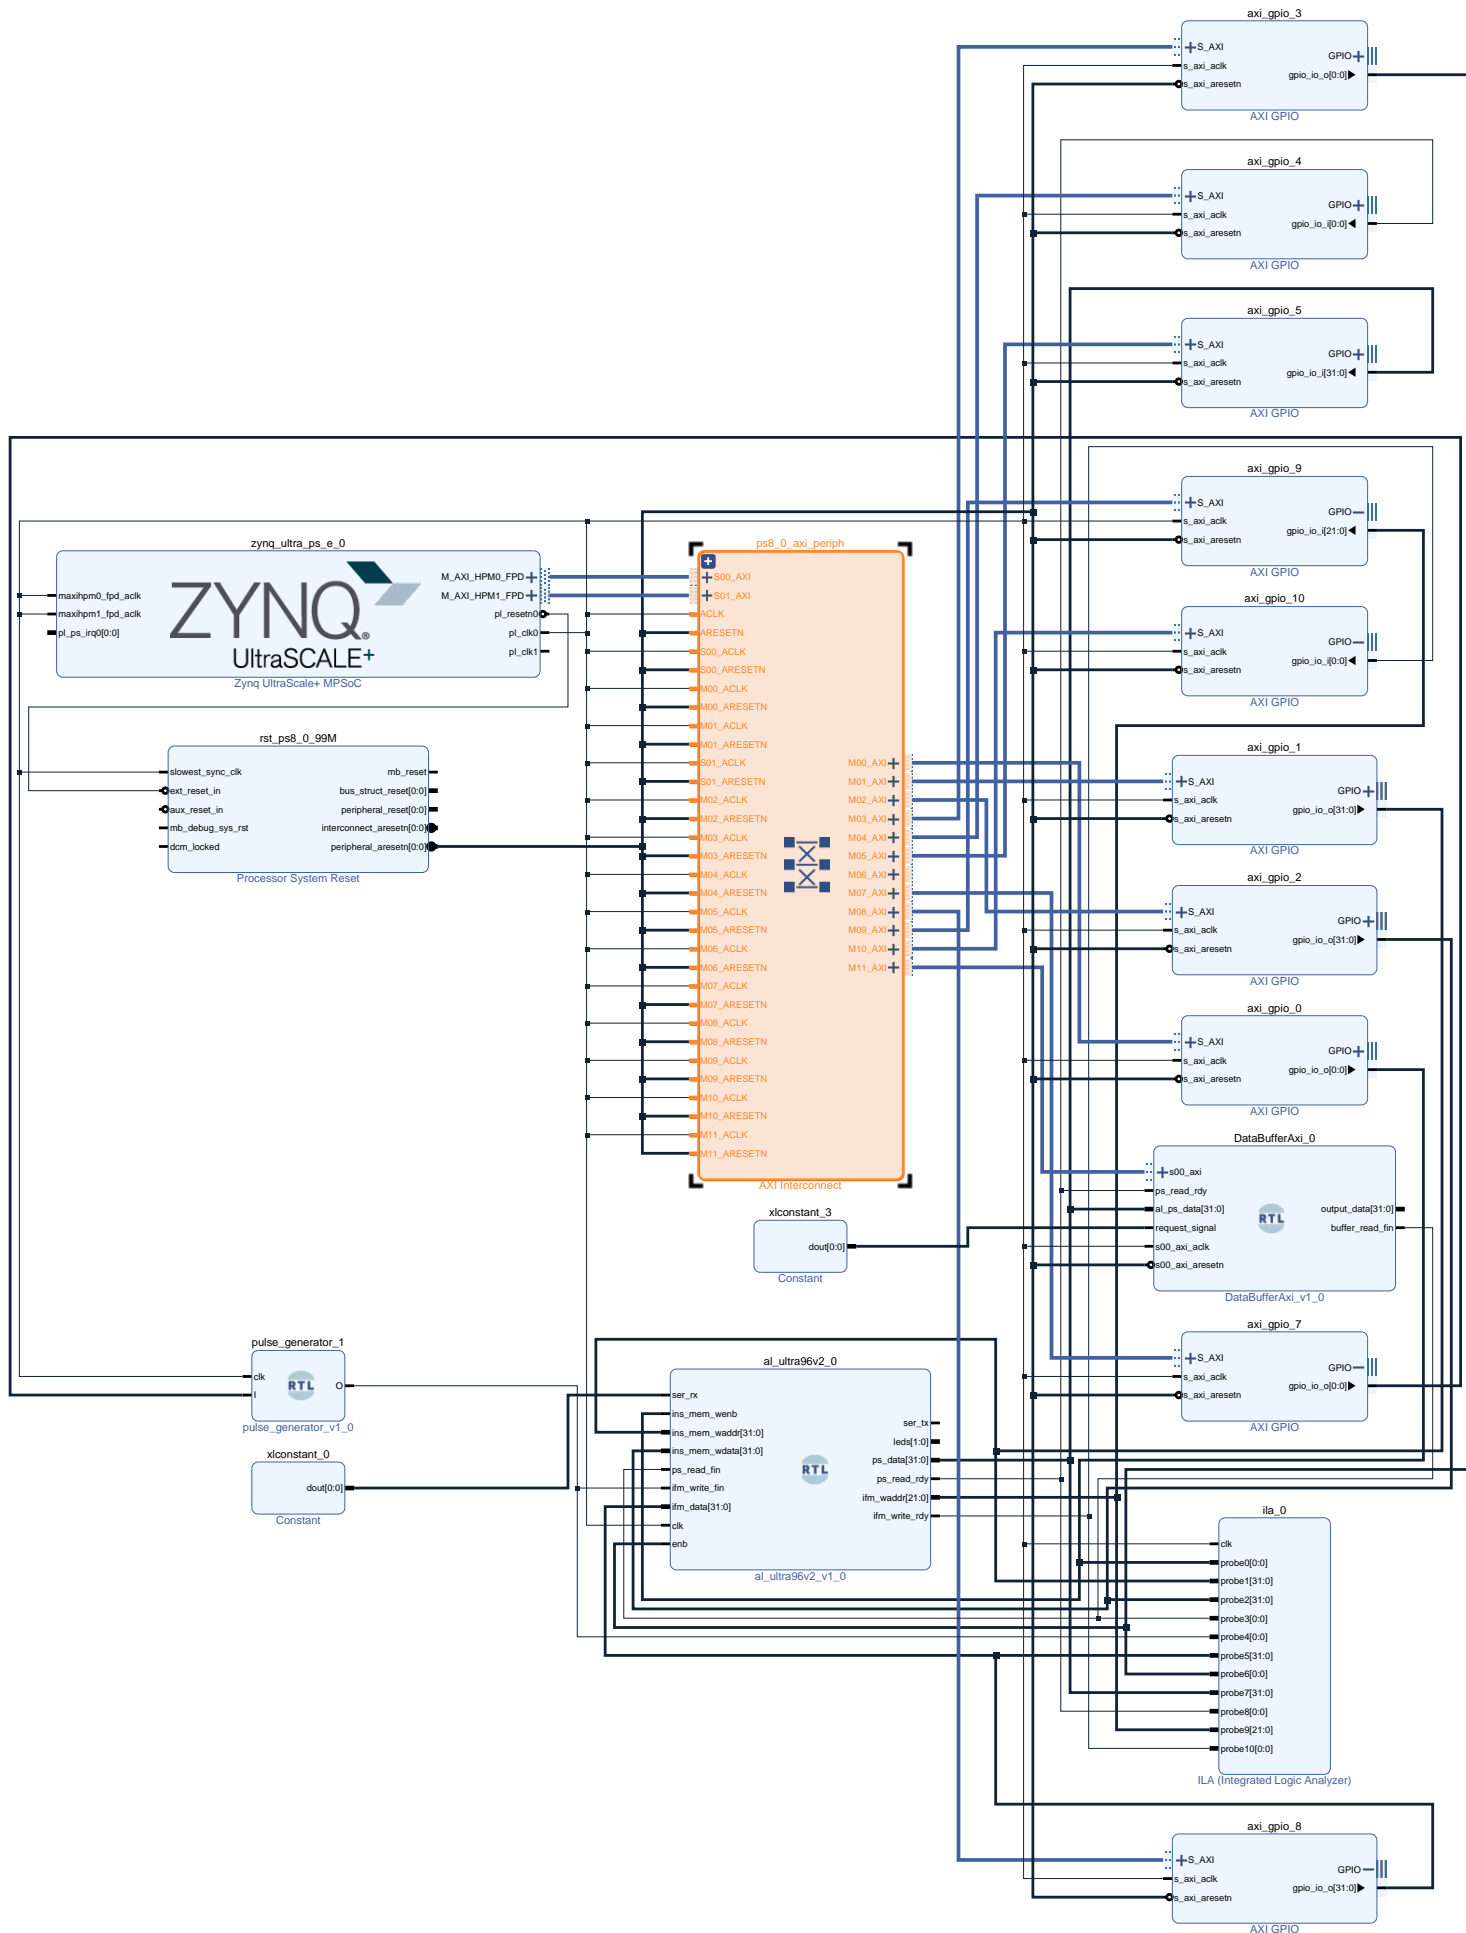 axi_gpio_3
S_AXI
s_axi_aclk
s_axi_aresetn
GPIO
gpio_io_o[0:0]
AXI GPIO
axi_gpio_4
S_AXI
s_axi_aclk
s_axi_aresetn
GPIO
gpio_io_i[0:0]
AXI GPIO
axi_gpio_5
S_AXI
s_axi_aclk
s_axi_aresetn
GPIO
gpio_io_i[31:0]
AXI GPIO
axi_gpio_9
S_AXI
s_axi_aclk
s_axi_aresetn
GPIO
gpio_io_i[21:0]
AXI GPIO
zynq_ultra_ps_e_0
maxihpm0_fpd_aclk
maxihpm1_fpd_aclk
pl_ps_irq0[0:0]
ZYNQ®
UltraSCALE+
M_AXI_HPM0_FPD
M_AXI_HPM1_FPD
pl_resetn0
pl_clk0
pl_clk1
Zynq UltraScale+ MPSoC
ps8_0_axi_periph
S00_AXI
S01_AXI
ACLK
ARESETN
S00_ACLK
S00_ARESETN
M00_ACLK
M00_ARESETN
M01_ACLK
M01_ARESETN
S01_ACLK
S01_ARESETN
M02_ACLK
M02_ARESETN
M03_ACLK
M03_ARESETN
M04_ACLK
M04_ARESETN
M05_ACLK
M05_ARESETN
M06_ACLK
M06_ARESETN
M07_ACLK
M07_ARESETN
M08_ACLK
M08_ARESETN
M09_ACLK
M09_ARESETN
M10_ACLK
M10_ARESETN
M11_ACLK
M11_ARESETN
M00_AXI
M01_AXI
M02_AXI
M03_AXI
M04_AXI
M05_AXI
M06_AXI
M07_AXI
M08_AXI
M09_AXI
M10_AXI
M11_AXI
AXI Interconnect
axi_gpio_10
S_AXI
s_axi_aclk
s_axi_aresetn
GPIO
gpio_io_i[0:0]
AXI GPIO
rst_ps8_0_99M
slowest_sync_clk
ext_reset_in
aux_reset_in
mb_debug_sys_rst
dcm_locked
mb_reset
bus_struct_reset[0:0]
peripheral_reset[0:0]
interconnect_aresetn[0:0]
peripheral_aresetn[0:0]
Processor System Reset
axi_gpio_1
S_AXI
s_axi_aclk
s_axi_aresetn
GPIO
gpio_io_o[31:0]
AXI GPIO
axi_gpio_2
S_AXI
s_axi_aclk
s_axi_aresetn
GPIO
gpio_io_o[31:0]
AXI GPIO
axi_gpio_0
S_AXI
s_axi_aclk
s_axi_aresetn
GPIO
gpio_io_o[0:0]
AXI GPIO
DataBufferAxi_0
s00_axi
ps_read_rdy
al_ps_data[31:0]
request_signal
s00_axi_aclk
s00_axi_aresetn
RTL
output_data[31:0]
buffer_read_fin
DataBufferAxi_v1_0
xlconstant_3
dout[0:0]
Constant
axi_gpio_7
S_AXI
s_axi_aclk
s_axi_aresetn
GPIO
gpio_io_o[0:0]
AXI GPIO
pulse_generator_1
clk
I
RTL
O
pulse_generator_v1_0
xlconstant_0
dout[0:0]
Constant
al_ultra96v2_0
ser_rx
ins_mem_wenb
ins_mem_waddr[31:0]
ins_mem_wdata[31:0]
ps_read_fin
ifm_write_fin
ifm_data[31:0]
clk
enb
RTL
ser_tx
leds[1:0]
ps_data[31:0]
ps_read_rdy
ifm_waddr[21:0]
ifm_write_rdy
al_ultra96v2_v1_0
ila_0
clk
probe0[0:0]
probe1[31:0]
probe2[31:0]
probe3[0:0]
probe4[0:0]
probe5[31:0]
probe6[0:0]
probe7[31:0]
probe8[0:0]
probe9[21:0]
probe10[0:0]
ILA (Integrated Logic Analyzer)
axi_gpio_8
S_AXI
s_axi_aclk
s_axi_aresetn
GPIO
gpio_io_o[31:0]
AXI GPIO